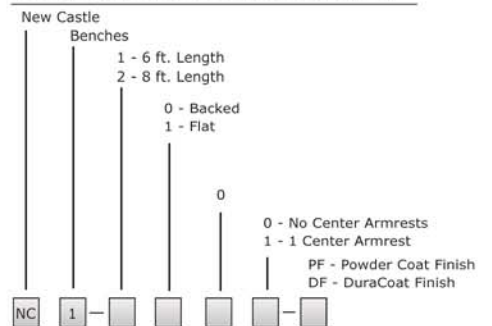 New Castle
Benches
1 - 6 ft. Length
2 - 8 ft. Length
0 - Backed
1 - Flat
0
0 - No Center Armrests
1 - 1 Center Armrest
PF - Powder Coat Finish
DF - DuraCoat Finish
NC 1 - -